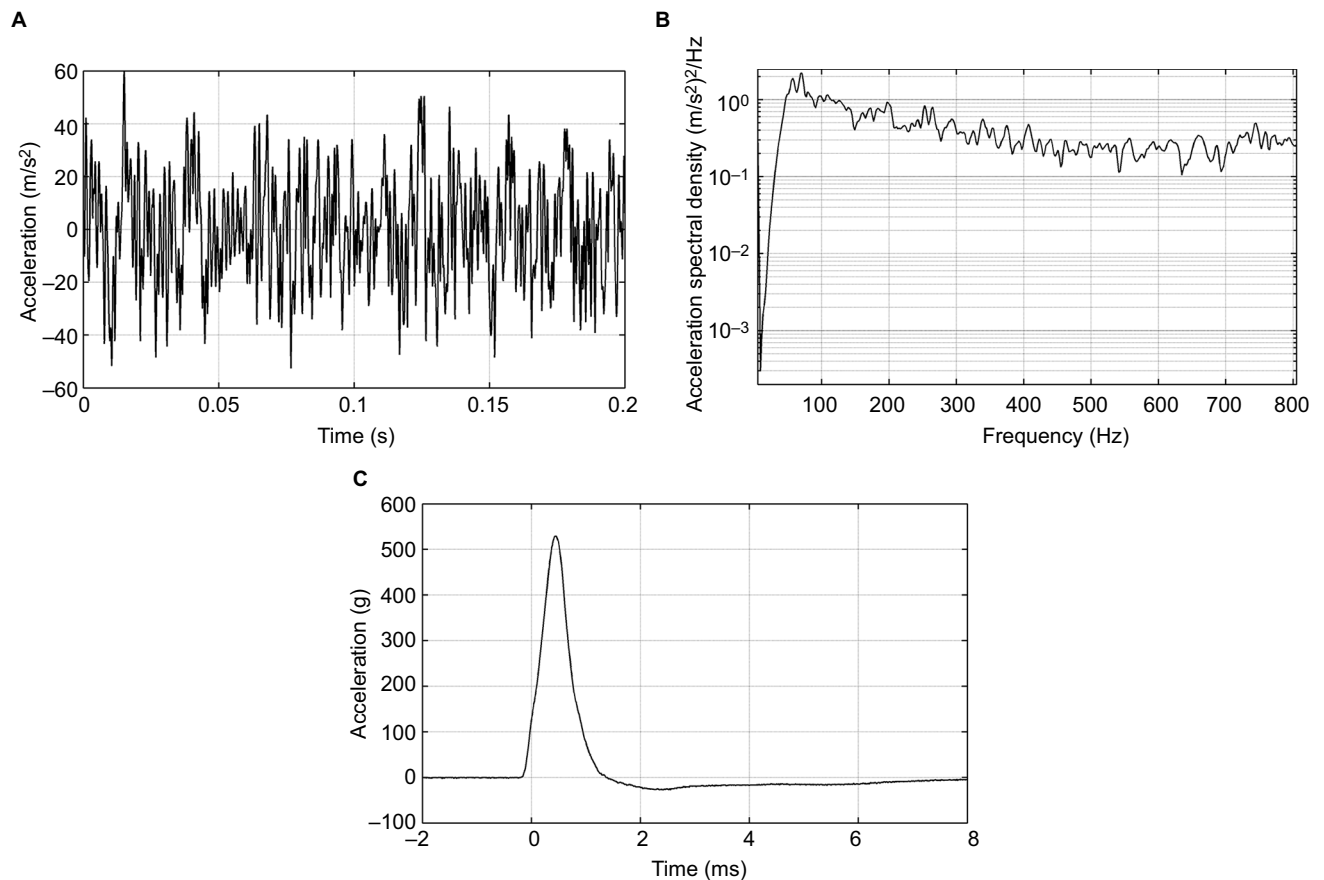 A
60
40
20
0
–20
–40
–60
Acceleration (m/s²)
0 0.05 0.1 0.15 0.2
Time (s)
B
10⁰
10⁻¹
10⁻²
10⁻³
Acceleration spectral density (m/s²)²/Hz
100 200 300 400 500 600 700 800
Frequency (Hz)
C
600
500
400
300
200
100
0
–100
Acceleration (g)
–2 0 2 4 6 8
Time (ms)